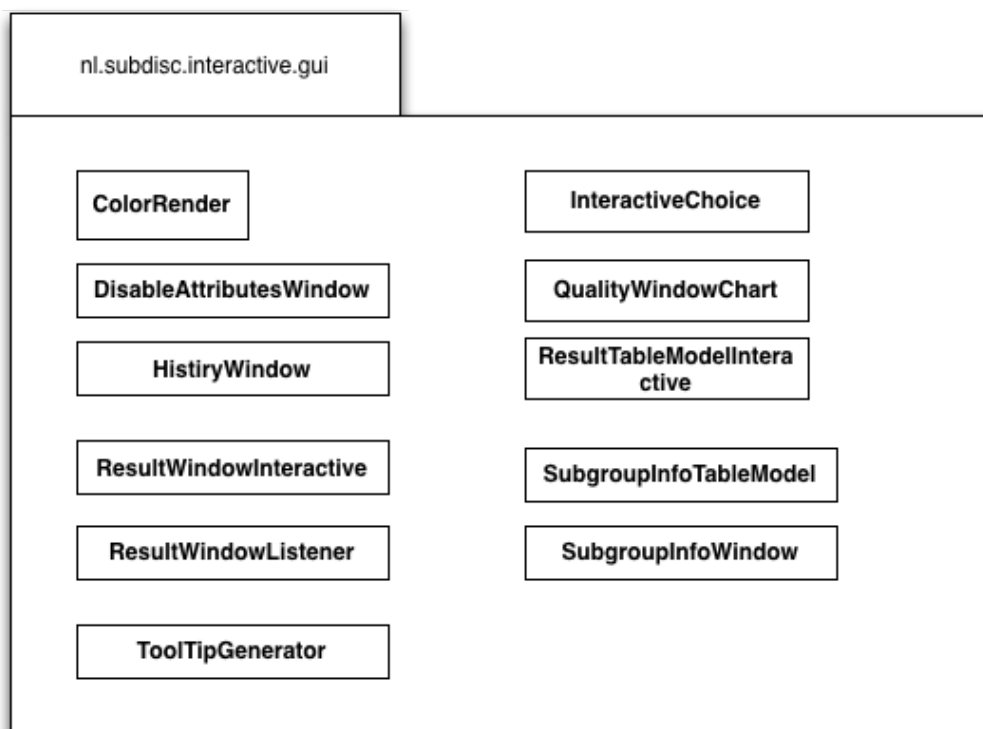 nl.subdisc.interactive.gui
ColorRender
DisableAttributesWindow
HistiryWindow
ResultWindowInteractive
ResultWindowListener
ToolTipGenerator
InteractiveChoice
QualityWindowChart
ResultTableModelIntera
ctive
SubgroupInfoTableModel
SubgroupInfoWindow